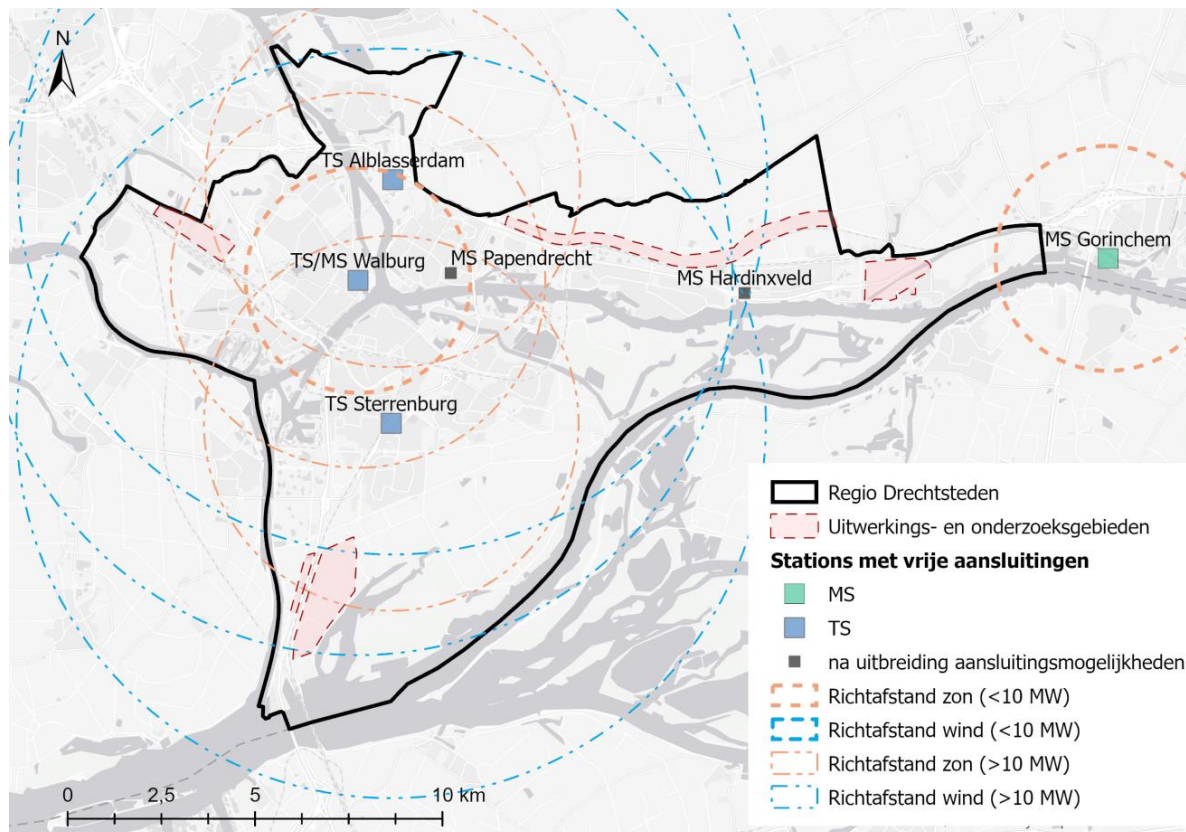 N
TS Alblasserdam
TS/MS Walburg
MS Papendrecht
MS Hardinxveld
MS Gorinchem
TS Sterrenburg
Regio Drechtsteden
Uitwerkings- en onderzoeksgebieden
Stations met vrije aansluitingen
MS
TS
na uitbreiding aansluitingsmogelijkheden
Richtafstand zon (<10 MW)
Richtafstand wind (<10 MW)
Richtafstand zon (>10 MW)
Richtafstand wind (>10 MW)
0 2,5 5 10 km